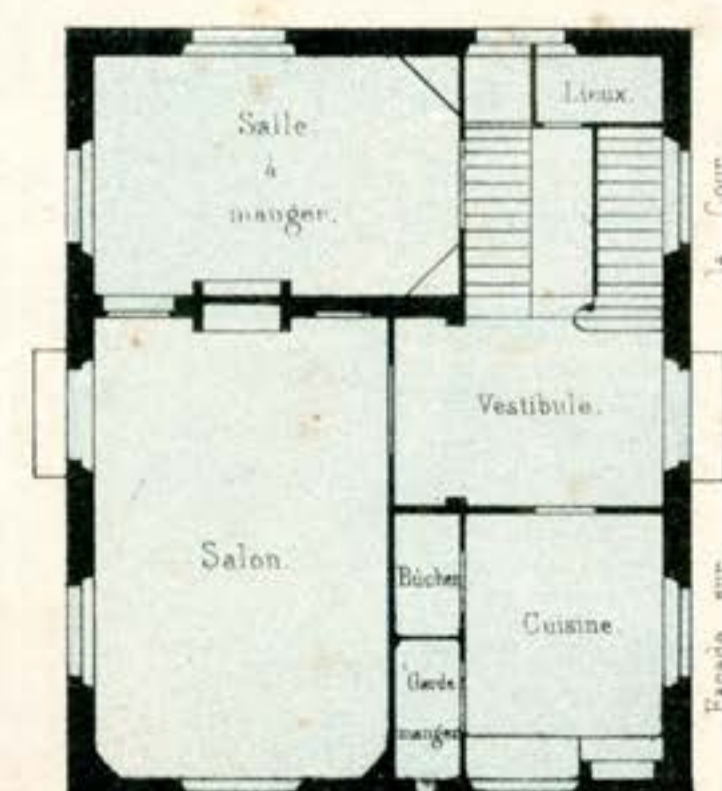 Salle
à
manger.
Lieux.
Vestibule.
Salon.
Bûcher
Cuisine.
Garde
manger
Façade sur la Cour